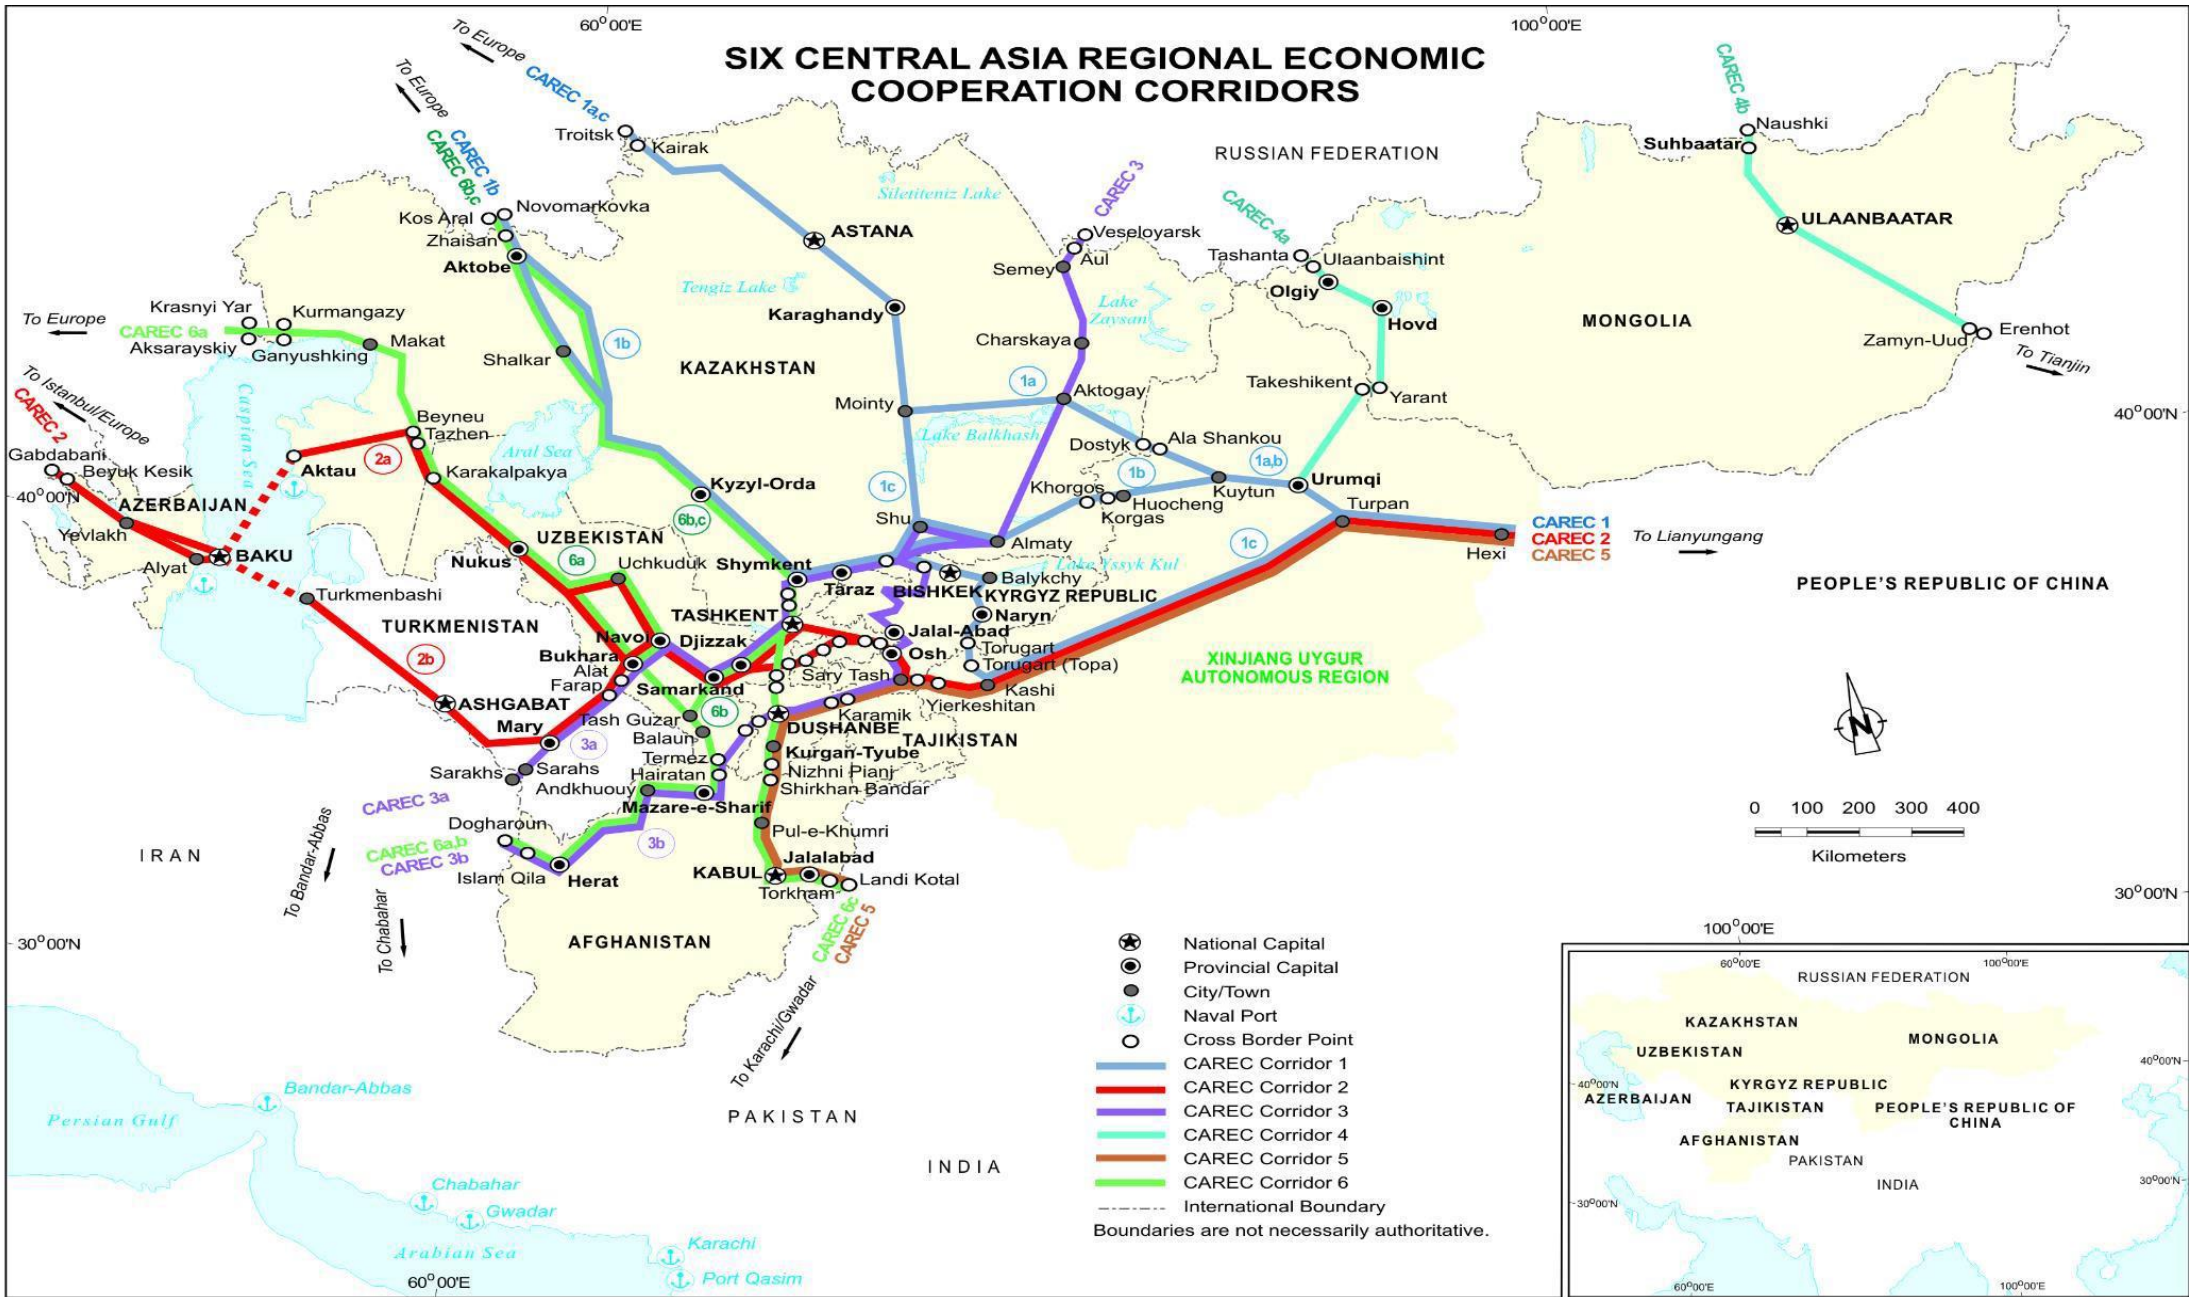 60°00'E
100°00'E
SIX CENTRAL ASIA REGIONAL ECONOMIC
COOPERATION CORRIDORS
To Europe
CAREC 1a,c
To Europe
CAREC 1b
CAREC 6b,c
CAREC 4b
Troitsk
Kairak
Naushki
Suhbaatar
RUSSIAN FEDERATION
Siletiteniz Lake
CAREC 3
CAREC 4a
Novomarkovka
Kos Aral
Zhaisan
Aktobe
ASTANA
Veseloyarsk
Aul
Semey
Tashanta
Ulaanbaishint
Olgiy
ULAANBAATAR
Tengiz Lake
Lake
Zaysan
Krasnyi Yar
Kurmangazy
To Europe
CAREC 6a
Aksarayskiy
Ganyushking
Makat
Karaghandy
Hovd
MONGOLIA
Erenhot
Zamyn-Uud
To Tianjin
Shalkar
1b
KAZAKHSTAN
Charskaya
1a
Takeshikent
Yarant
To Istanbul/Europe
CAREC 2
Caspian Sea
Mointy
Aktogay
Beyneu
Tazhen
40°00'N
Lake Balkhash
Dostyk
Ala Shankou
Gabdabani
Beyuk Kesik
2a
Aral Sea
Aktau
Karakalpakya
1b
1a,b
Urumqi
Kyzyl-Orda
1c
Khorgos
Huocheng
Kuytun
Korgas
Turpan
40°00'N
AZERBAIJAN
Yevlakh
6b,c
Shu
CAREC 1
CAREC 2
CAREC 5
To Lianyungang
UZBEKISTAN
Almaty
1c
Hexi
BAKU
Alyat
Nukus
6a
Uchkuduk
Shymkent
Lake Yssyk Kul
Balykchy
Taraz
BISHKEK
KYRGYZ REPUBLIC
PEOPLE'S REPUBLIC OF CHINA
Turkmenbashi
TASHKENT
Naryn
TURKMENISTAN
Navoi
Djizzak
Jalal-Abad
Torugart
Bukhara
Osh
Torugart (Topa)
2b
Alat
Farap
Samarkand
Sary Tash
Kashi
XINJIANG UYGUR
AUTONOMOUS REGION
ASHGABAT
Yierkeshitan
Mary
Tash Guzar
6b
Karamik
Balaun
DUSHANBE
TAJIKISTAN
3a
Kurgan-Tyube
Termez
Sarakhs
Sarahs
Hairatan
Nizhni Pianj
Andkhuouy
Shirkhan Bandar
CAREC 3a
Mazare-e-Sharif
0 100 200 300 400
Kilometers
Dogharoun
Pul-e-Khumri
CAREC 6a,b
CAREC 3b
3b
IRAN
To Bandar-Abbas
Jalalabad
Islam Qila
Herat
KABUL
Landi Kotal
Torkham
To Chabahar
CAREC 6c
CAREC 5
30°00'N
30°00'N
AFGHANISTAN
To Karachi/Gwadar
National Capital
Provincial Capital
City/Town
Naval Port
Cross Border Point
CAREC Corridor 1
CAREC Corridor 2
CAREC Corridor 3
CAREC Corridor 4
CAREC Corridor 5
CAREC Corridor 6
International Boundary
Boundaries are not necessarily authoritative.
Bandar-Abbas
Persian Gulf
PAKISTAN
INDIA
Chabahar
Gwadar
Arabian Sea
Karachi
Port Qasim
60°00'E
100°00'E
60°00'E
100°00'E
RUSSIAN FEDERATION
KAZAKHSTAN
MONGOLIA
UZBEKISTAN
40°00'N
40°00'N
KYRGYZ REPUBLIC
AZERBAIJAN
TAJIKISTAN
PEOPLE'S REPUBLIC OF
CHINA
AFGHANISTAN
PAKISTAN
INDIA
30°00'N
30°00'N
60°00'E
100°00'E
N